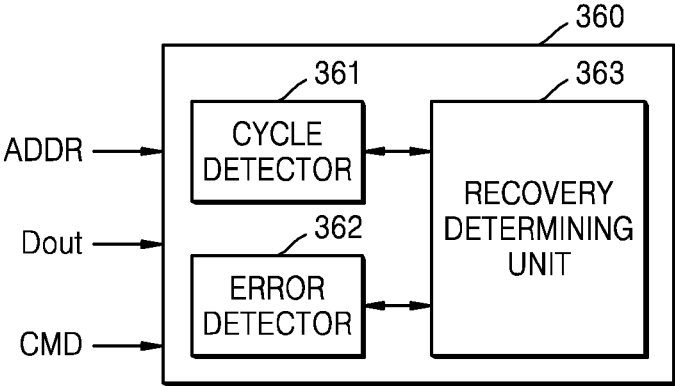 360
361
363
ADDR
CYCLE
DETECTOR
RECOVERY
DETERMINING
UNIT
Dout
362
ERROR
DETECTOR
CMD